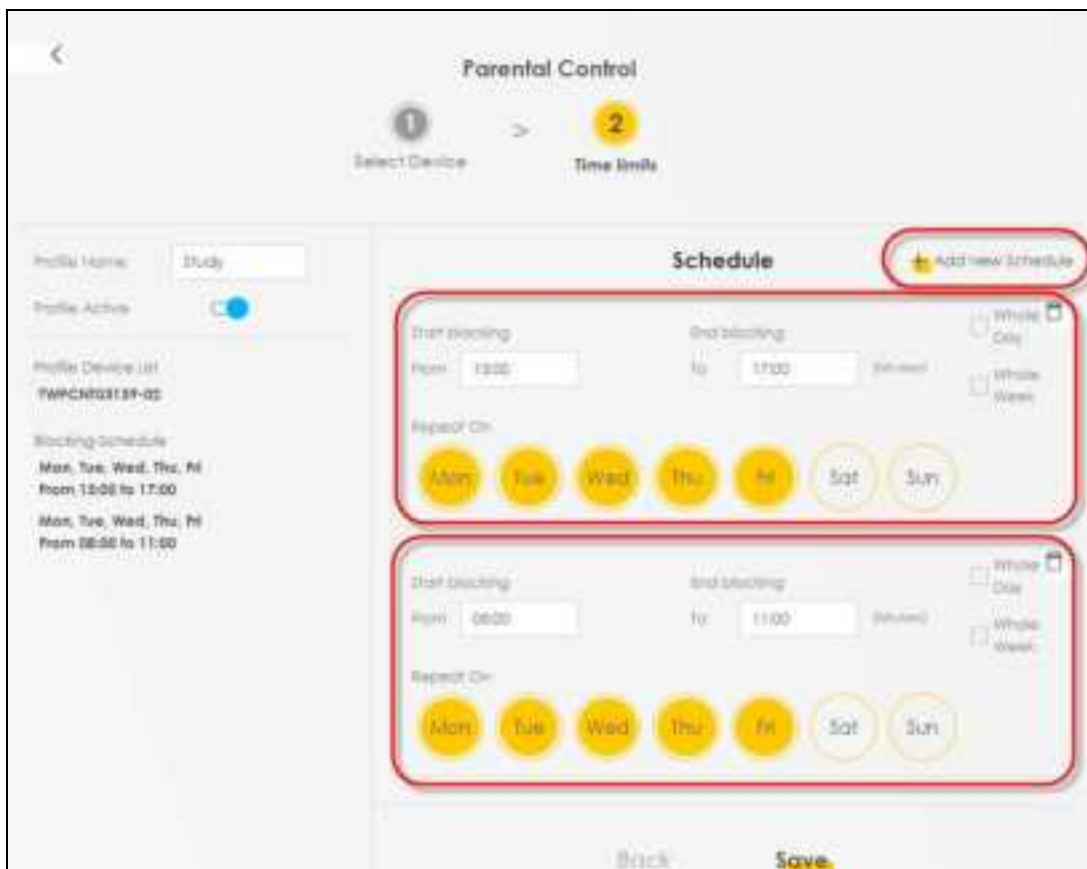 Parental Control
1 > 2
Select Device Time limits
Profile Name Study
Profile Active
Profile Device List
Blocking Schedule
Mon, Tue, Wed, Thu, Fri
From 13:00 to 17:00
Mon, Tue, Wed, Thu, Fri
From 08:00 to 11:00
Schedule + Add New Schedule
Start blocking End blocking Whole Day
From 13:00 To 17:00 Whole Week
Repeat On
Mon Tue Wed Thu Fri Sat Sun
Start blocking End blocking Whole Day
From 08:00 To 11:00 Whole Week
Repeat On
Mon Tue Wed Thu Fri Sat Sun
Back Save